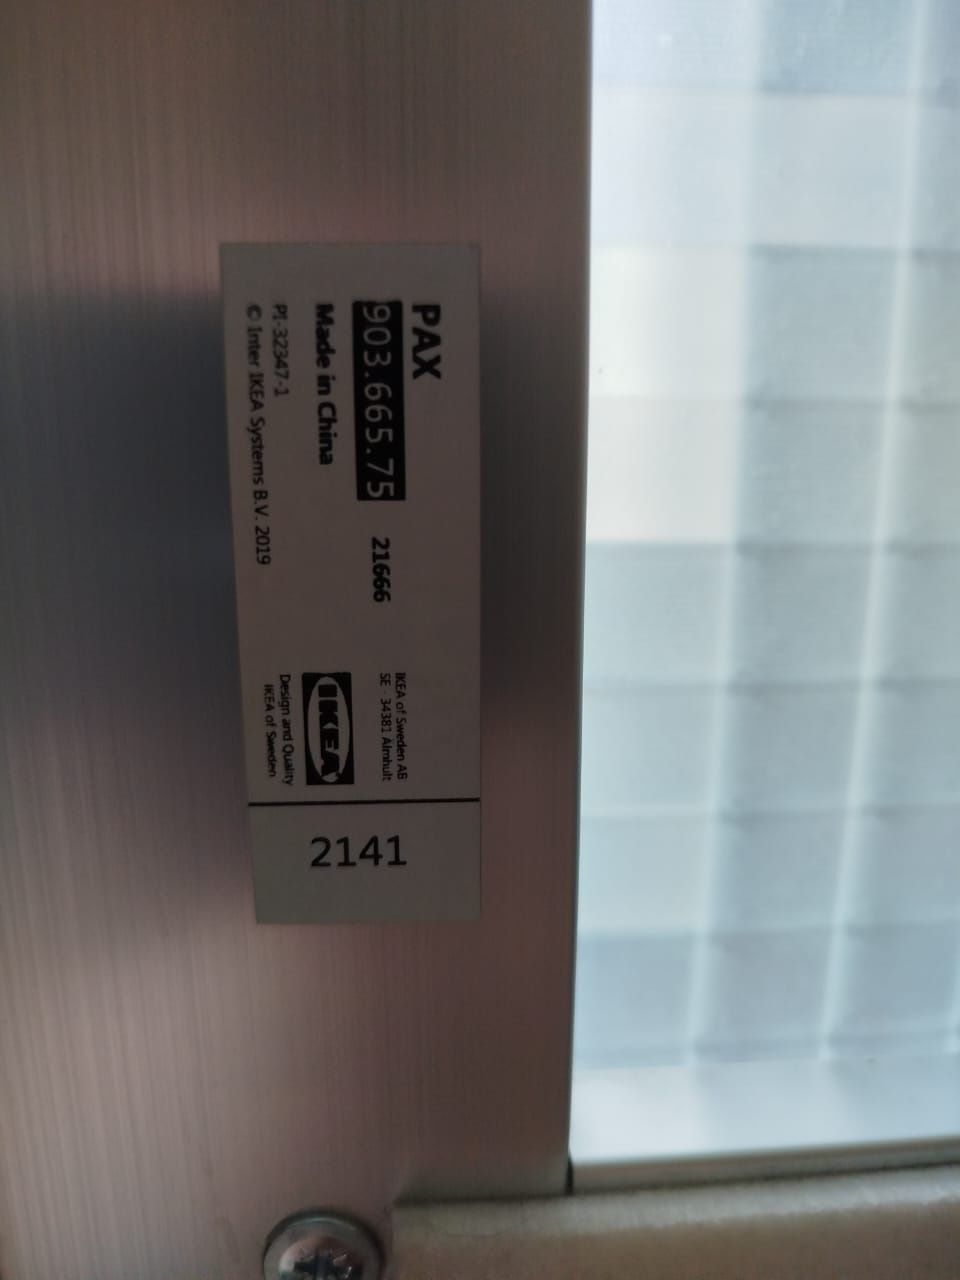 PAX
903.665.75 21666
Made in China
PI-32347-1
© Inter IKEA Systems B.V. 2019
IKEA of Sweden AB
SE - 34381 Älmhult
IKEA
Design and Quality
IKEA of Sweden
2141